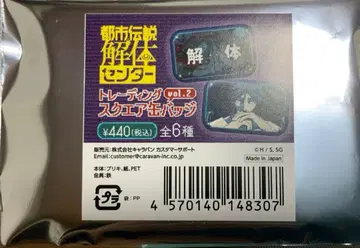 都市伝説
解体
センター
解体
トレーディング vol.2
スクエア缶バッジ
¥440(税込) 全6種
販売元:株式会社キャラバン カスタマーサポート
Email:customer@caravan-inc.co.jp
本体:ブリキ、紙、PET
金属:鉄
©H/S,SG
Made in Japan
プラ
袋:PP
4 570140 148307